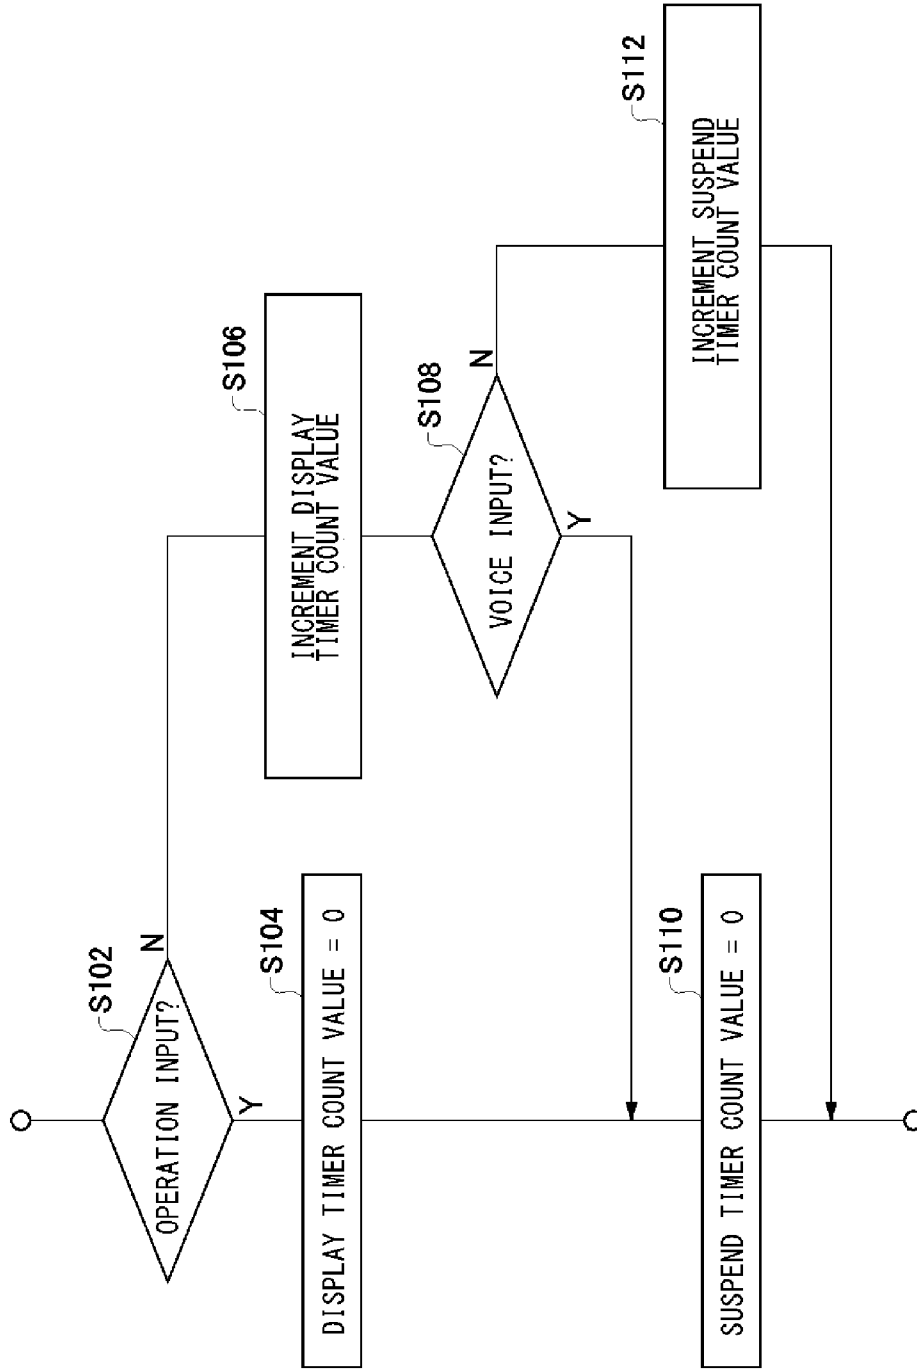 S102
OPERATION INPUT?
N
Y
S104
DISPLAY TIMER COUNT VALUE = 0
S106
INCREMENT DISPLAY
TIMER COUNT VALUE
S108
VOICE INPUT?
N
Y
S110
SUSPEND TIMER COUNT VALUE = 0
S112
INCREMENT SUSPEND
TIMER COUNT VALUE